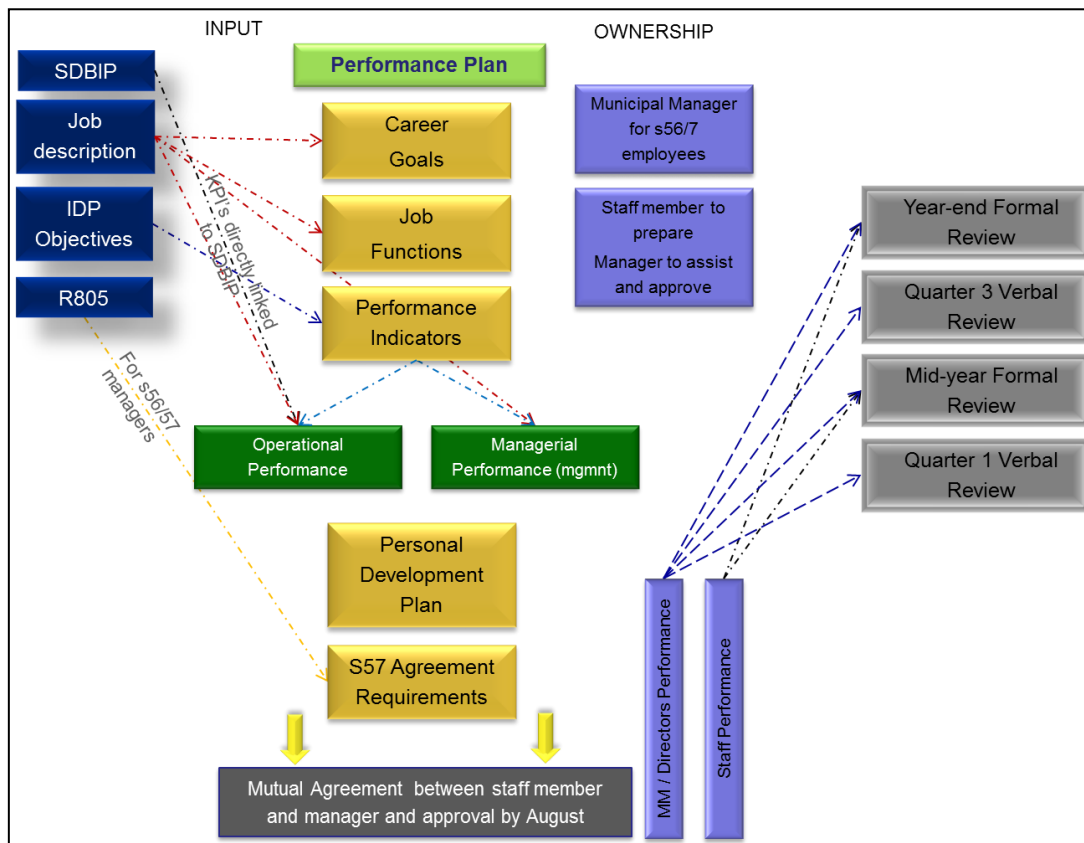 INPUT
OWNERSHIP
SDBIP
Job
description
IDP
Objectives
R805
KPI's directly linked
to SDBIP
For s56/57
managers
Performance Plan
Career
Goals
Job
Functions
Performance
Indicators
Operational
Performance
Managerial
Performance (mgmnt)
Personal
Development
Plan
S57 Agreement
Requirements
Mutual Agreement between staff member
and manager and approval by August
Municipal Manager
for s56/7
employees
Staff member to
prepare
Manager to assist
and approve
MM / Directors Performance
Staff Performance
Year-end Formal
Review
Quarter 3 Verbal
Review
Mid-year Formal
Review
Quarter 1 Verbal
Review